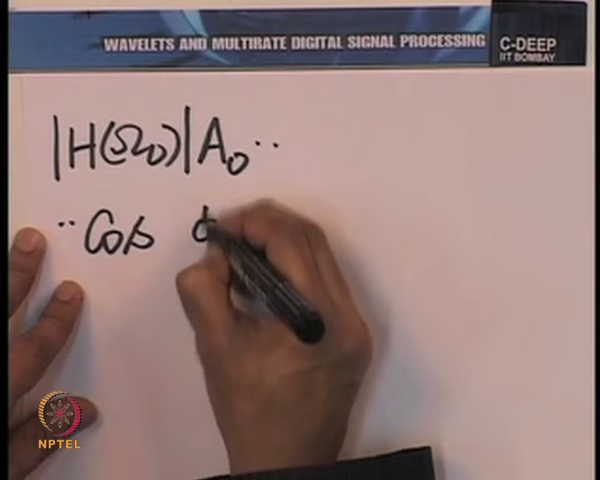 WAVELETS AND MULTIRATE DIGITAL SIGNAL PROCESSING
C-DEEP
IIT BOMBAY
|H(Ω₀)| A₀ ..
.. Cos
NPTEL